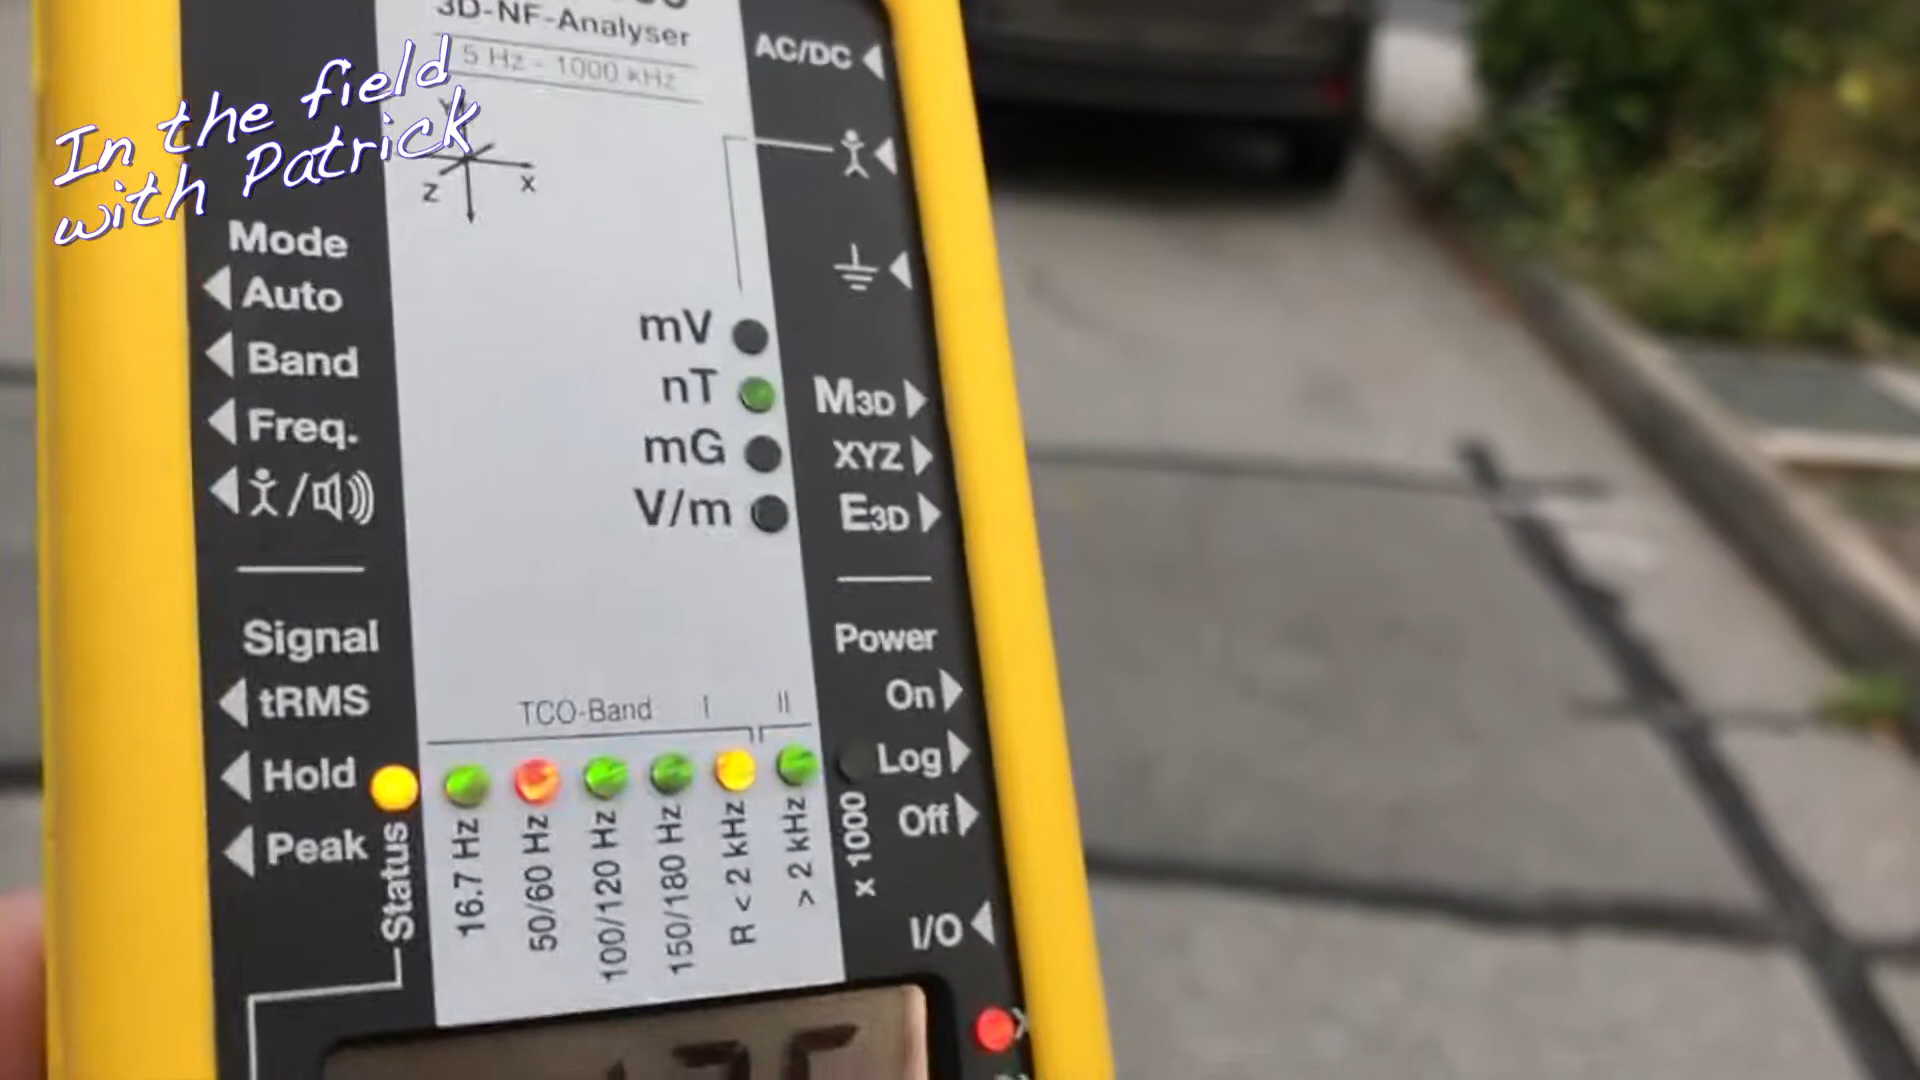 3D-NF-Analyser
5 Hz - 1000 kHz
In the field
with Patrick
Y
Z
X
AC/DC
Mode
Auto
Band
Freq.
/
mV
nT
mG
V/m
M3D
XYZ
E3D
Signal
tRMS
Hold
Peak
Status
TCO-Band I II
16.7 Hz
50/60 Hz
100/120 Hz
150/180 Hz
R < 2 kHz
> 2 kHz
x 1000
Power
On
Log
Off
I/O